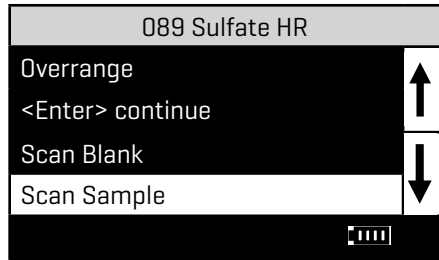 089 Sulfate HR
Overrange
<Enter> continue
Scan Blank
Scan Sample